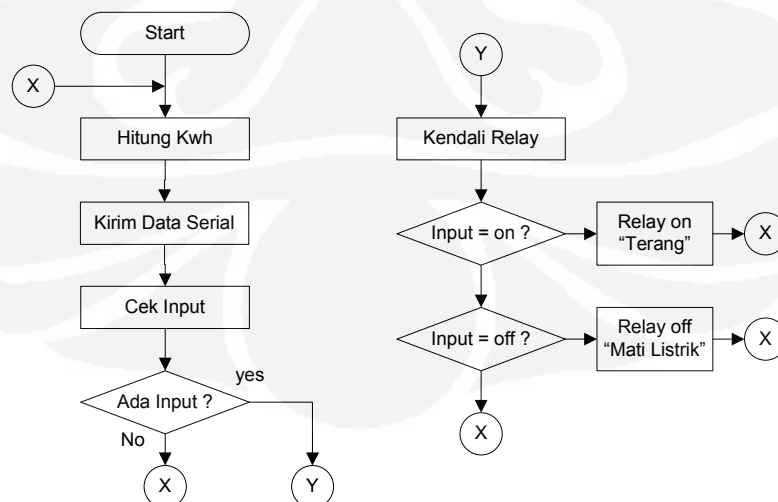 Start
X
Hitung Kwh
Kirim Data Serial
Cek Input
Ada Input ?
yes
No
X
Y
Y
Kendali Relay
Input = on ?
Relay on
“Terang”
X
Input = off ?
Relay off
“Mati Listrik”
X
X